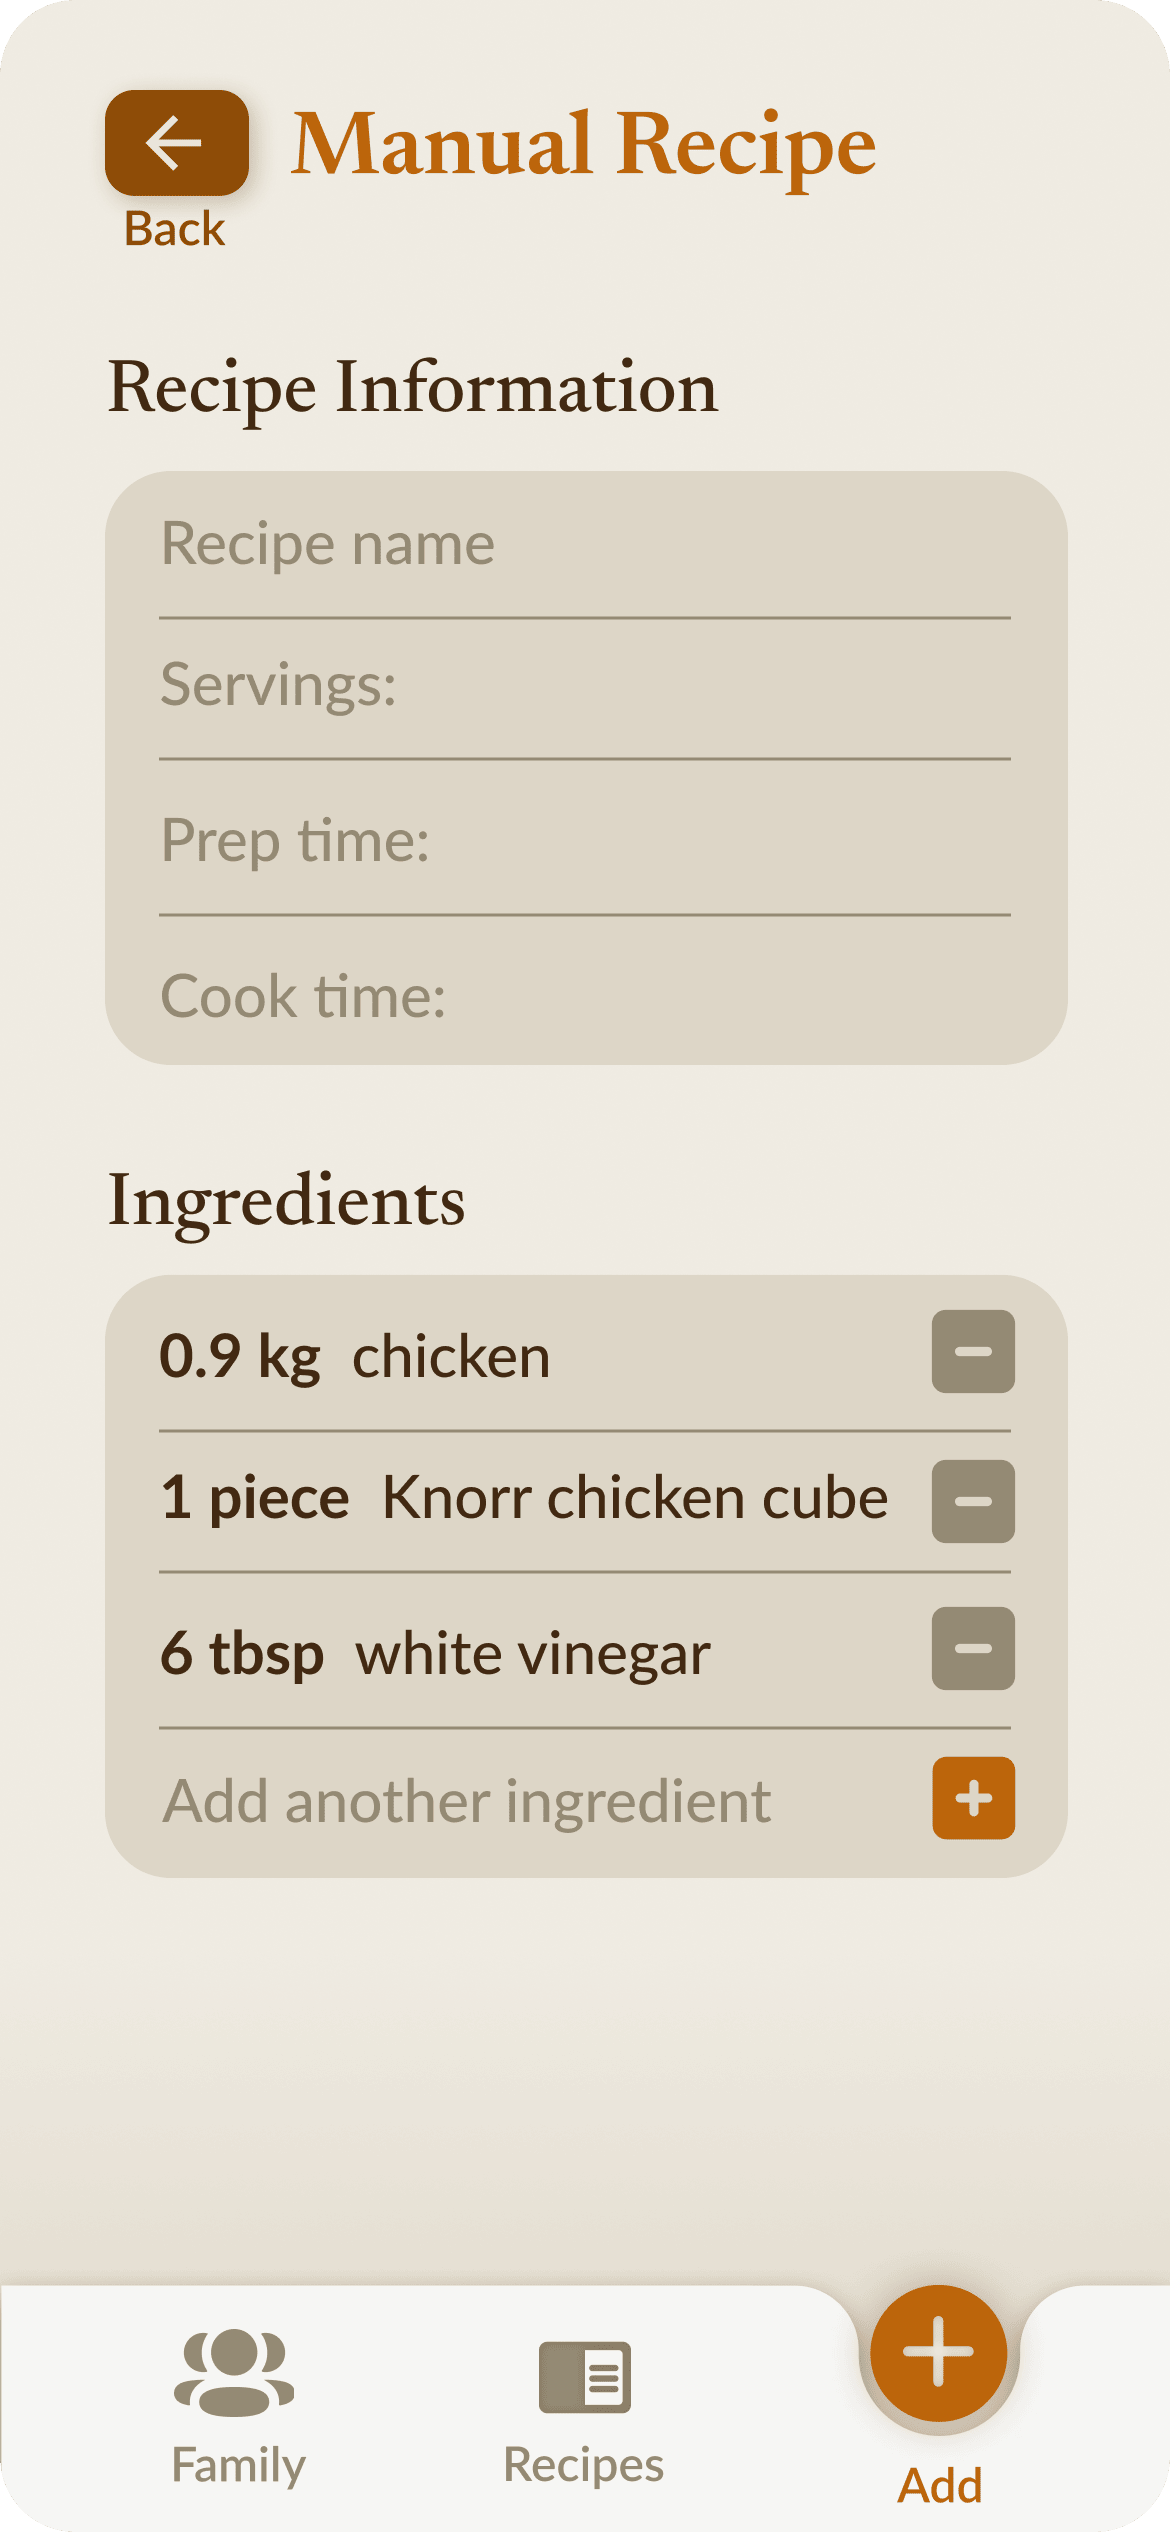 Manual Recipe
Back
Recipe Information
Recipe name
Servings:
Prep time:
Cook time:
Ingredients
0.9 kg chicken
1 piece Knorr chicken cube
6 tbsp white vinegar
Add another ingredient
Family
Recipes
Add